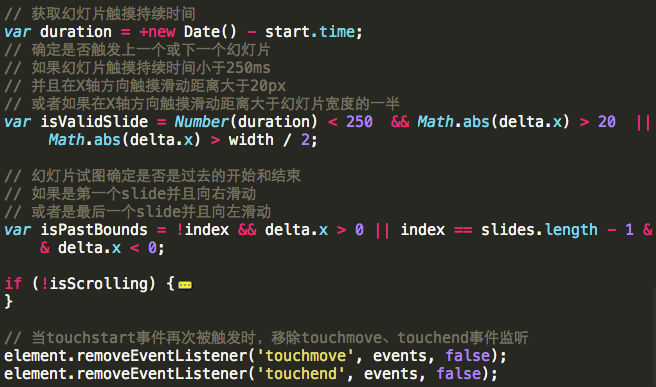 // 获取幻灯片触摸持续时间
var duration = +new Date() - start.time;
// 确定是否触发上一个或下一个幻灯片
// 如果幻灯片触摸持续时间小于250ms
// 并且在X轴方向触摸滑动距离大于20px
// 或者如果在X轴方向触摸滑动距离大于幻灯片宽度的一半
var isValidSlide = Number(duration) < 250  && Math.abs(delta.x) > 20  ||
Math.abs(delta.x) > width / 2;
// 幻灯片试图确定是否是过去的开始和结束
// 如果是第一个slide并且向右滑动
// 或者是最后一个slide并且向左滑动
var isPastBounds = !index && delta.x > 0 || index == slides.length - 1 &
& delta.x < 0;
if (!isScrolling) {
}
// 当touchstart事件再次被触发时，移除touchmove、touchend事件监听
element.removeEventListener('touchmove', events, false);
element.removeEventListener('touchend', events, false);